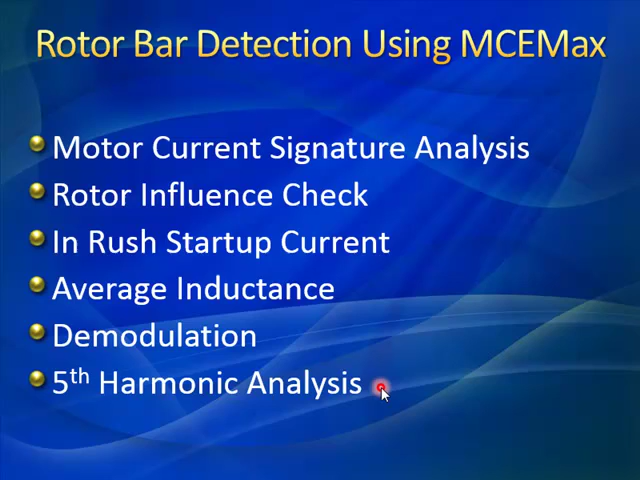 Rotor Bar Detection Using MCEMax
Motor Current Signature Analysis
Rotor Influence Check
In Rush Startup Current
Average Inductance
Demodulation
5th Harmonic Analysis